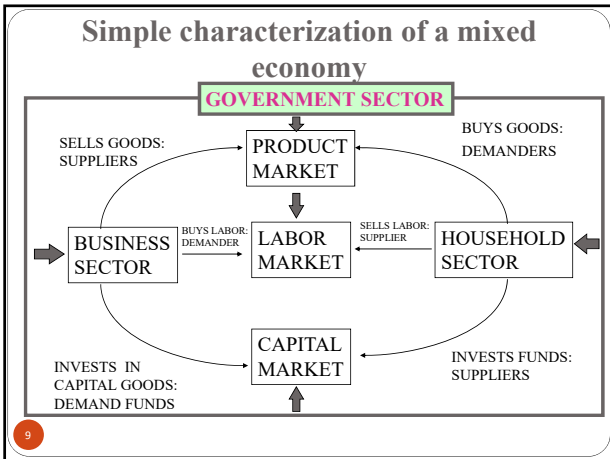 Simple characterization of a mixed
economy
GOVERNMENT SECTOR
SELLS GOODS:
SUPPLIERS
PRODUCT
MARKET
BUYS GOODS:
DEMANDERS
BUSINESS
SECTOR
BUYS LABOR:
DEMANDER
LABOR
MARKET
SELLS LABOR:
SUPPLIER
HOUSEHOLD
SECTOR
INVESTS IN
CAPITAL GOODS:
DEMAND FUNDS
CAPITAL
MARKET
INVESTS FUNDS:
SUPPLIERS
9